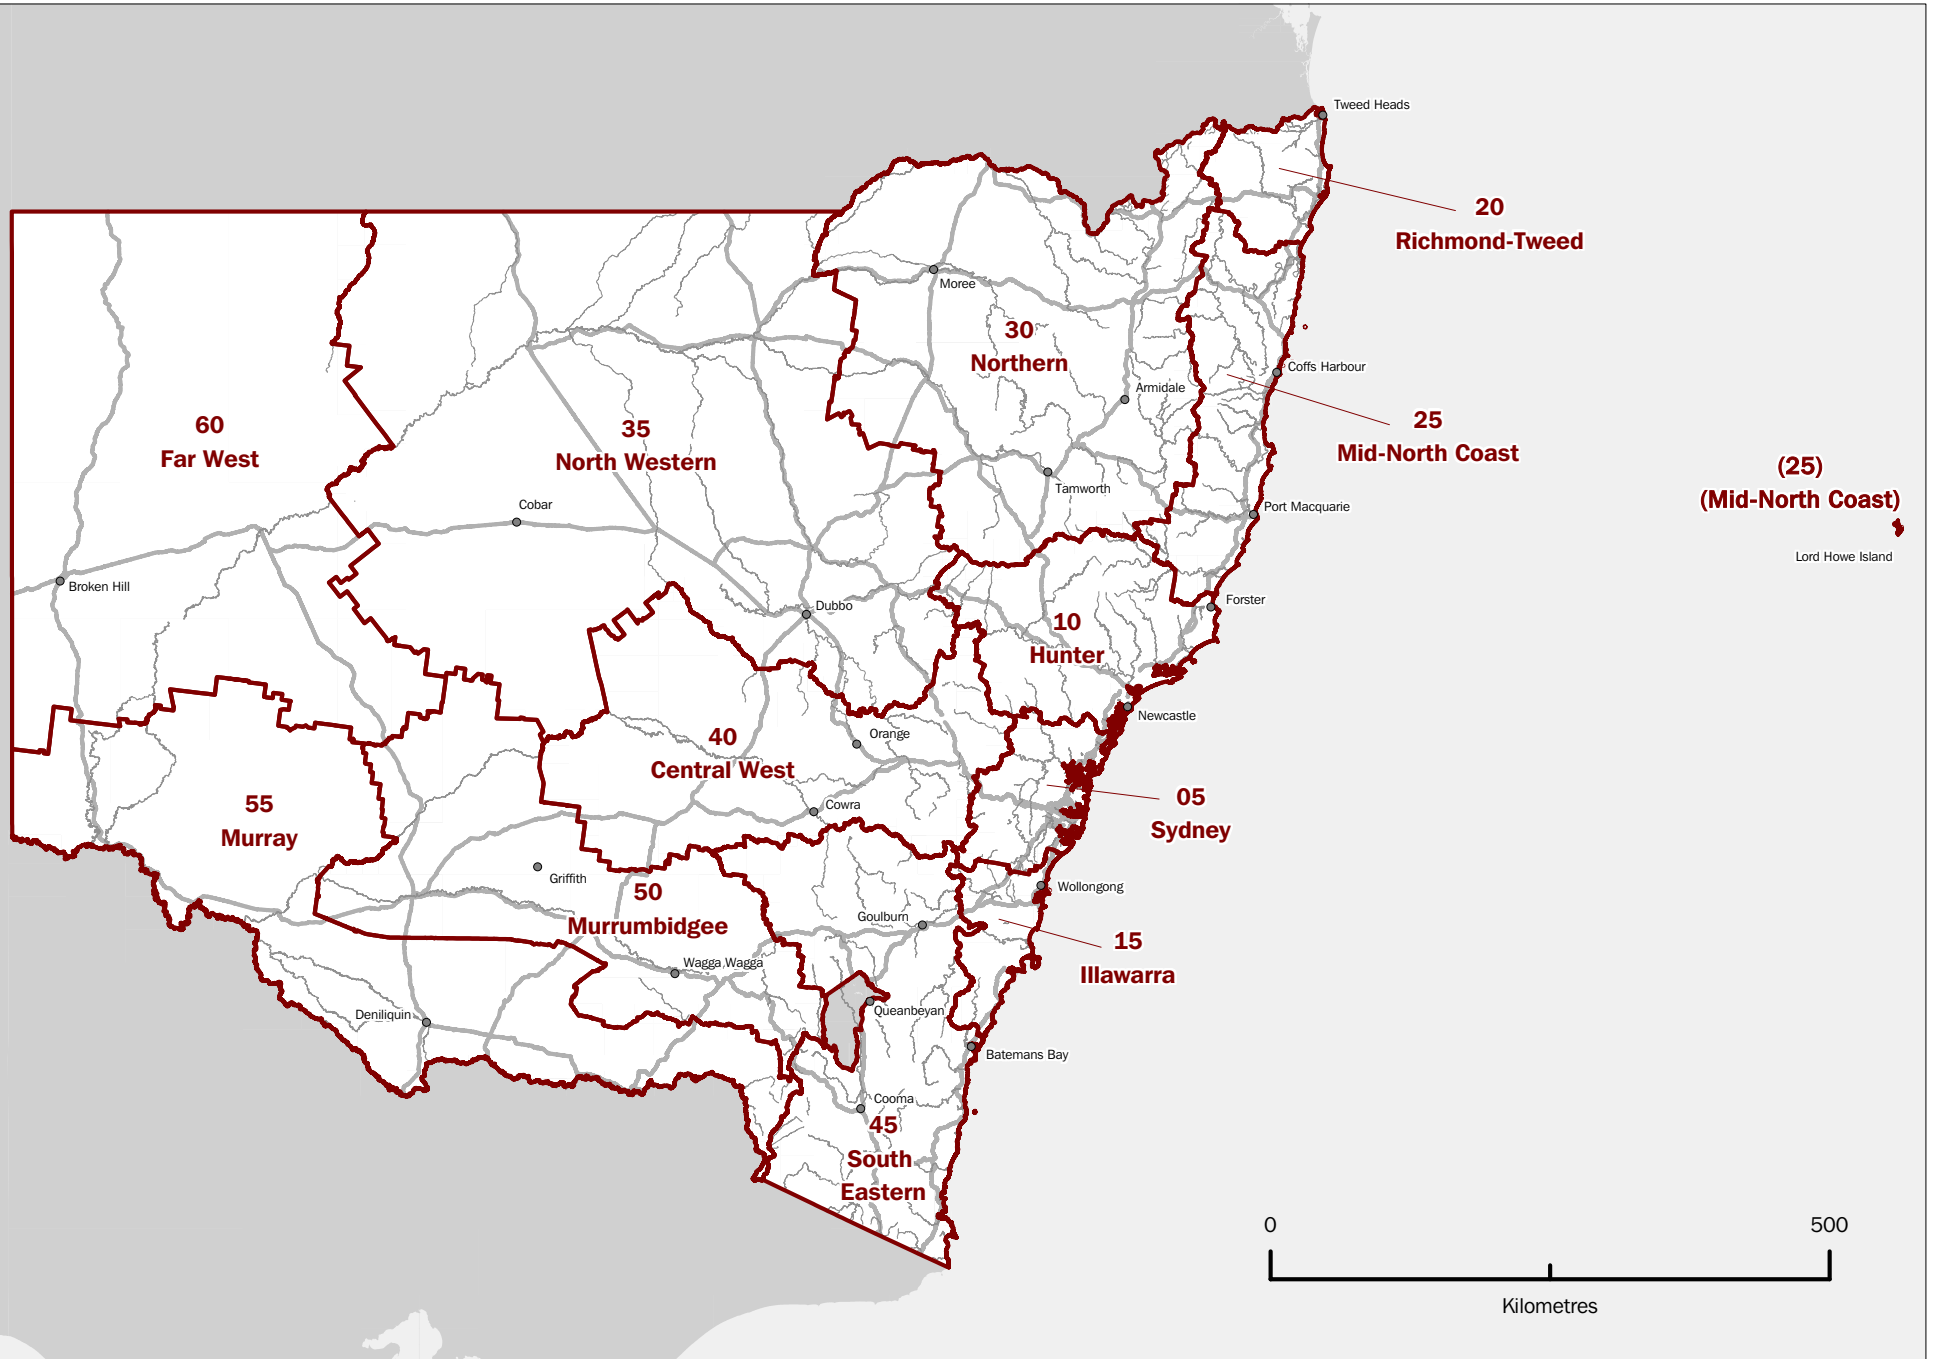 Tweed Heads
20
Richmond-Tweed
Moree
30
Northern
Coffs Harbour
Armidale
60
Far West
35
North Western
25
Mid-North Coast
(25)
(Mid-North Coast)
Lord Howe Island
Tamworth
Cobar
Port Macquarie
Broken Hill
Dubbo
Forster
10
Hunter
Newcastle
Orange
40
Central West
55
Murray
Cowra
05
Sydney
Griffith
50
Murrumbidgee
Wollongong
Goulburn
15
Illawarra
Wagga Wagga
Deniliquin
Queanbeyan
Batemans Bay
Cooma
45
South
Eastern
0
500
Kilometres